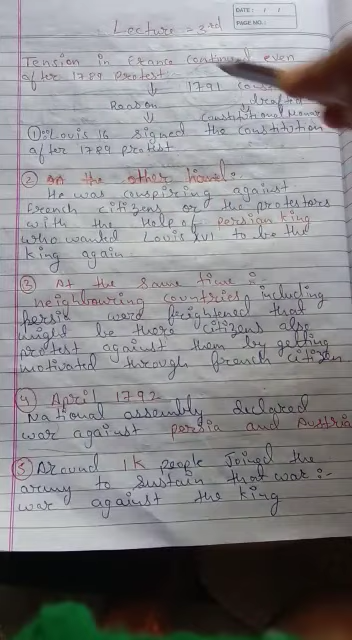 DATE: / /
PAGE NO.:
Lecture - 3rd
Tension in France continued even
after 1789 protest
↓ 1791
Reason drafted
↓ constitutional
① :- Louis 16 signed the constitution
after 1789 protest
② On the other hand :-
He was conspiring against
french citizens or the protestors
with the help of persian king
who wanted Louis XVI to be the
king again
③ At the same time :-
neighbouring countries including
were frightened that
might be there citizens also
protest against them by getting
motivated through french citizen
④ April 1792
National assembly declared
war against persia and Austria
⑤ Around 1K people joined the
army to sustain that war :-
war against the king